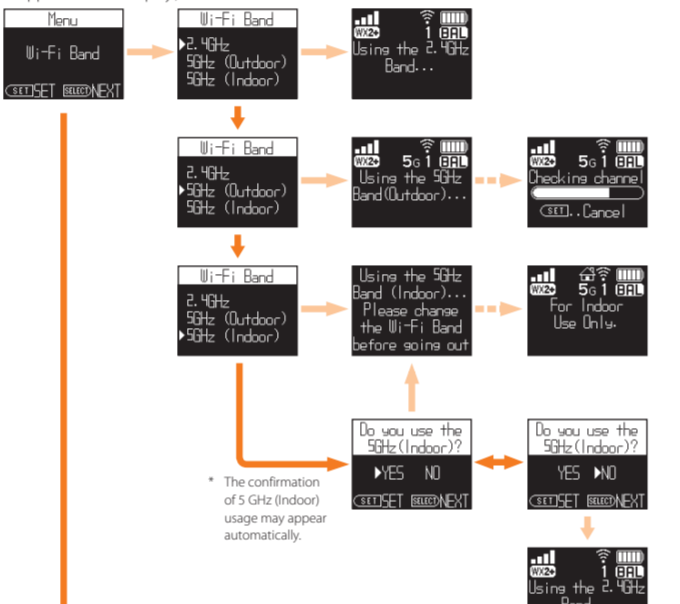 Menu
Wi-Fi Band
SET SET SELECT NEXT
Wi-Fi Band
2.4GHz
5GHz (Outdoor)
5GHz (Indoor)
WX2+ 1 BAL
Using the 2.4GHz
Band...
Wi-Fi Band
2.4GHz
5GHz (Outdoor)
5GHz (Indoor)
WX2+ 5G 1 BAL
Using the 5GHz
Band(Outdoor)...
WX2+ 5G 1 BAL
Checking channel
SET ..Cancel
Wi-Fi Band
2.4GHz
5GHz (Outdoor)
5GHz (Indoor)
Using the 5GHz
Band (Indoor)...
Please change
the Wi-Fi Band
before going out
WX2+ 5G 1 BAL
For Indoor
Use Only.
Do you use the
5GHz(Indoor)?
YES NO
SET SET SELECT NEXT
Do you use the
5GHz(Indoor)?
YES NO
SET SET SELECT NEXT
* The confirmation
of 5 GHz (Indoor)
usage may appear
automatically.
WX2+ 1 BAL
Using the 2.4GHz